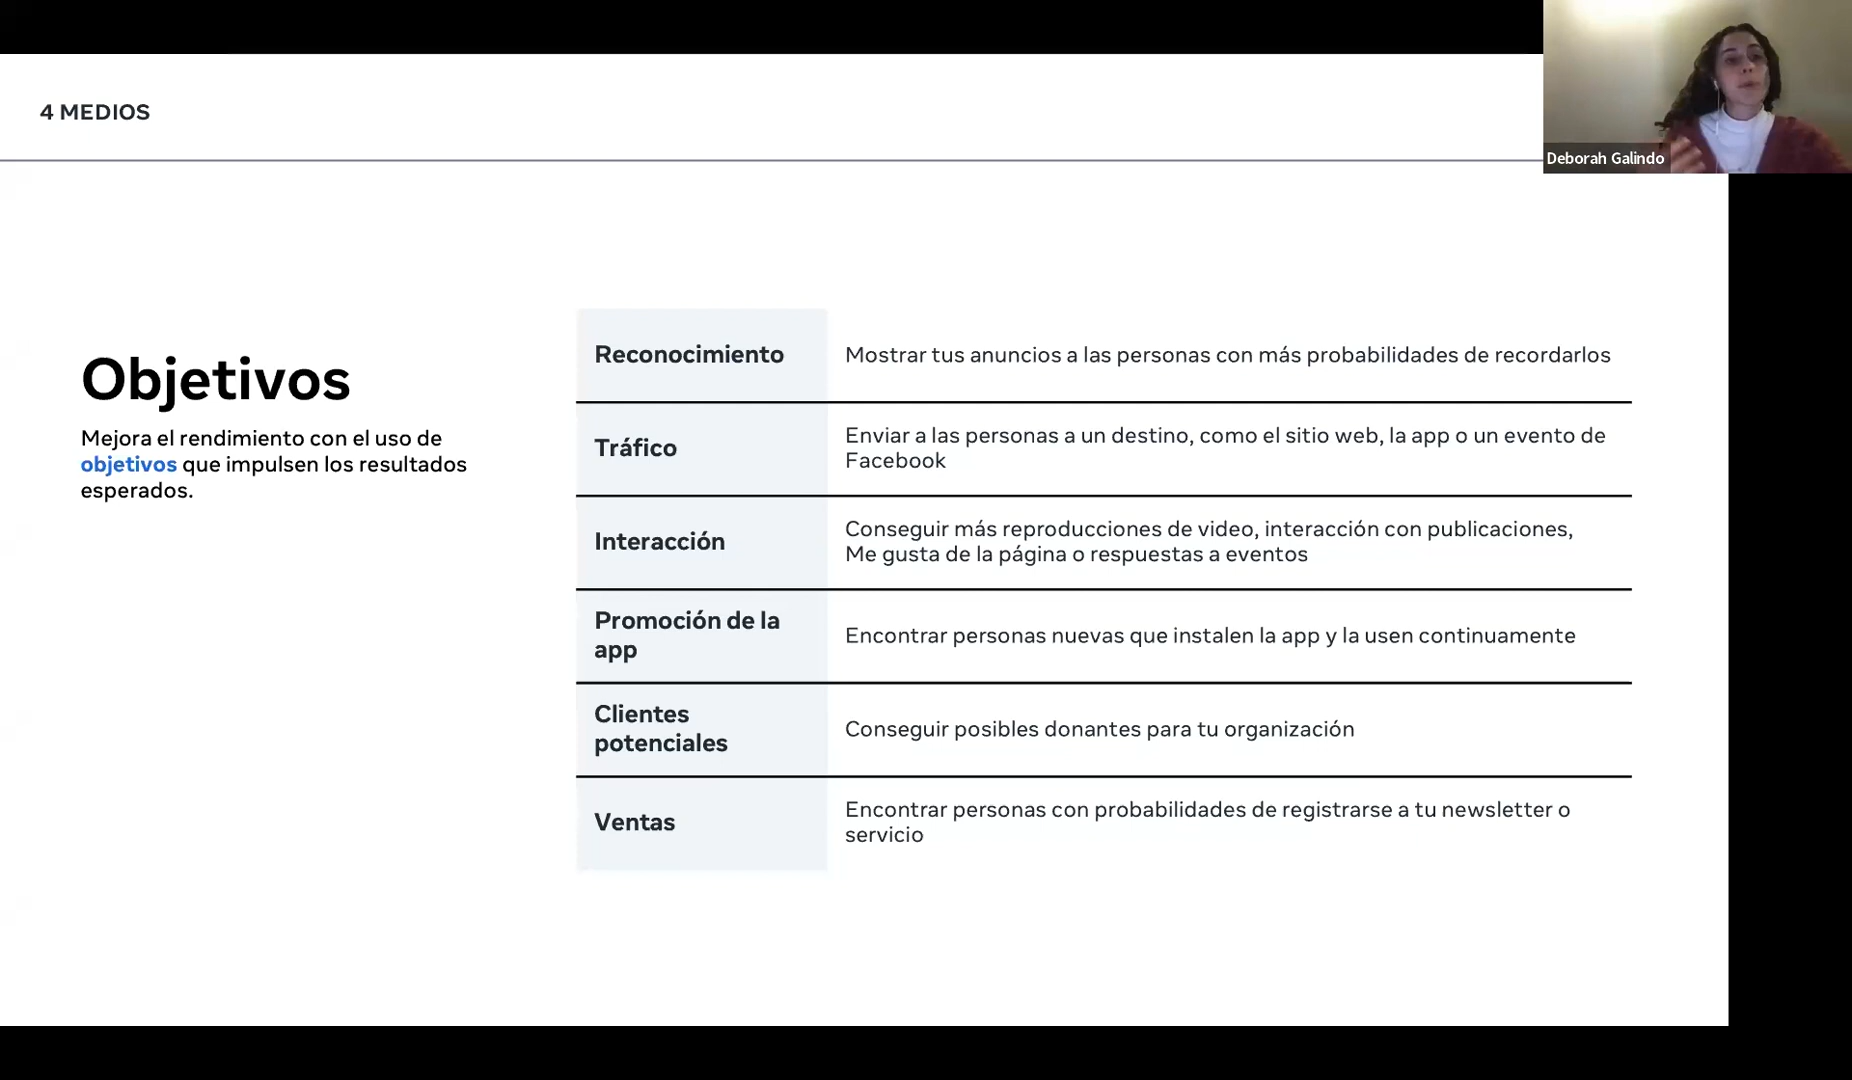 4 MEDIOS
Deborah Galindo
Objetivos
Mejora el rendimiento con el uso de
objetivos que impulsen los resultados
esperados.
Reconocimiento
Mostrar tus anuncios a las personas con más probabilidades de recordarlos
Tráfico
Enviar a las personas a un destino, como el sitio web, la app o un evento de
Facebook
Interacción
Conseguir más reproducciones de video, interacción con publicaciones,
Me gusta de la página o respuestas a eventos
Promoción de la
app
Encontrar personas nuevas que instalen la app y la usen continuamente
Clientes
potenciales
Conseguir posibles donantes para tu organización
Ventas
Encontrar personas con probabilidades de registrarse a tu newsletter o
servicio